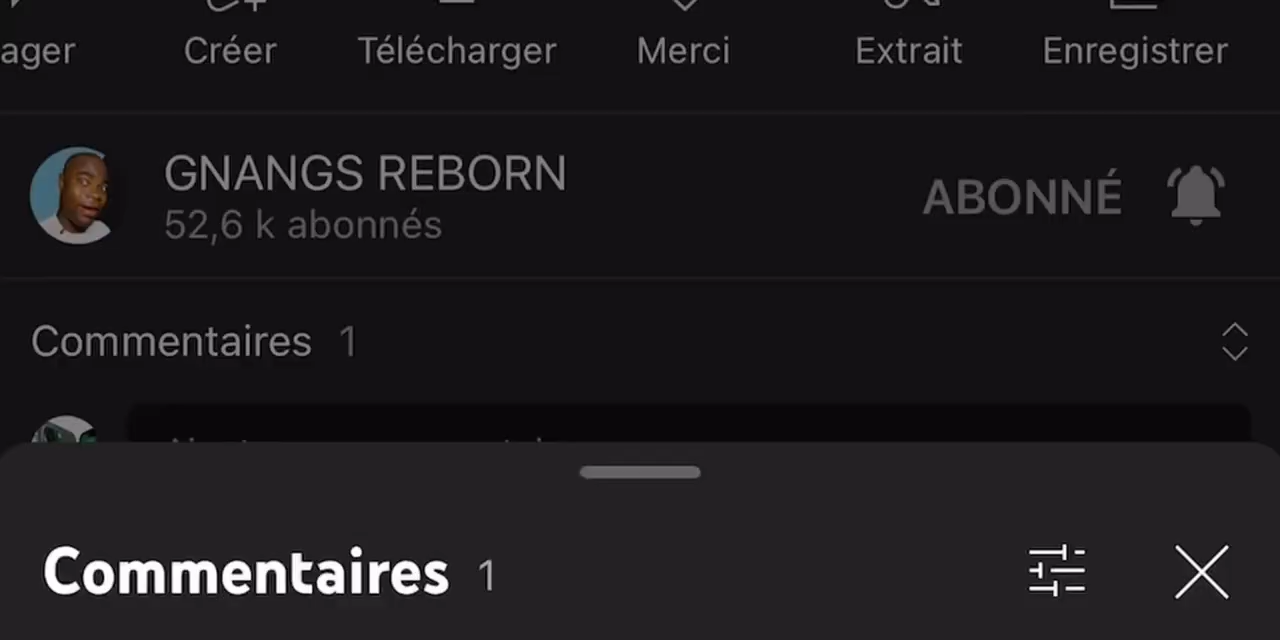 ager Créer Télécharger Merci Extrait Enregistrer
GNANGS REBORN
52,6 k abonnés
ABONNÉ
Commentaires 1
Commentaires 1